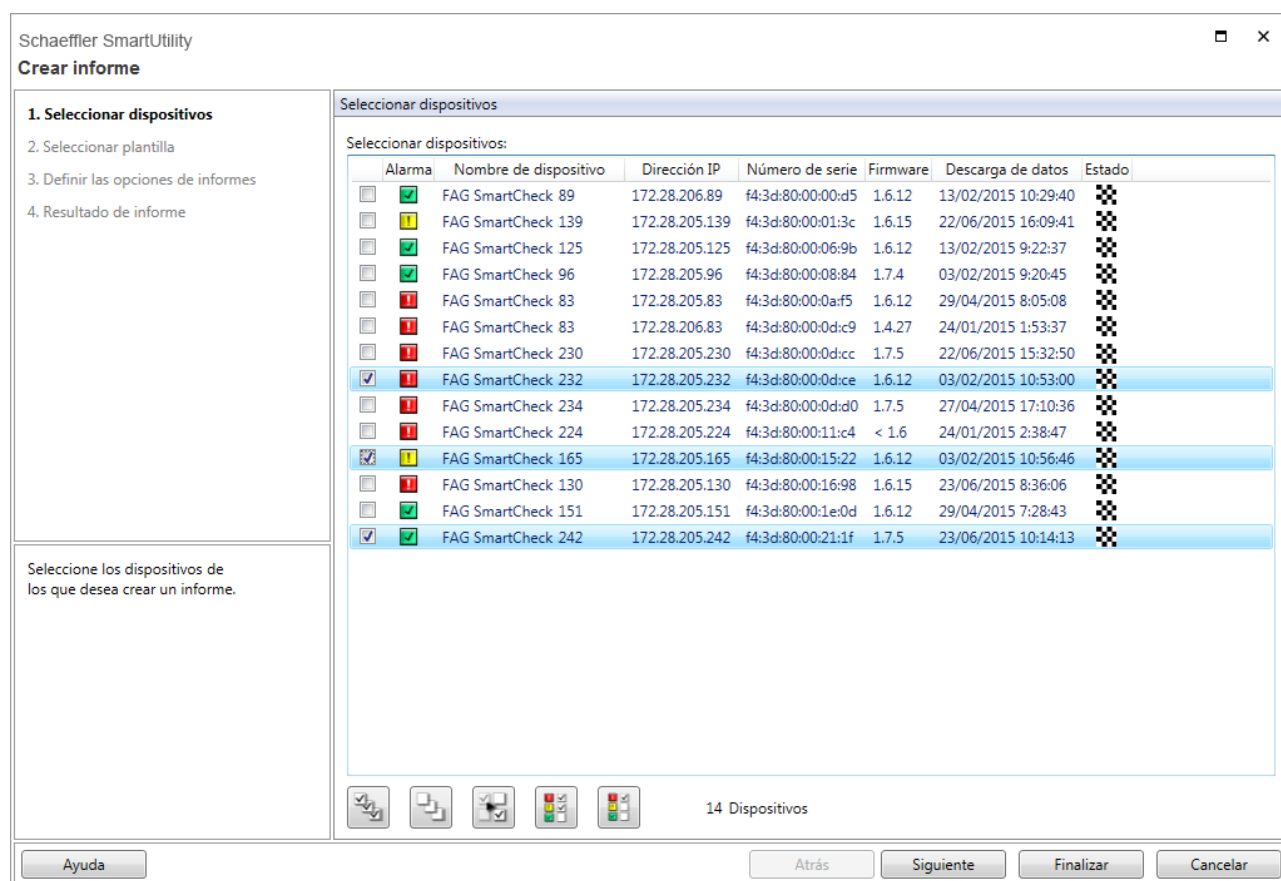 Schaeffler SmartUtility
Crear informe
1. Seleccionar dispositivos
2. Seleccionar plantilla
3. Definir las opciones de informes
4. Resultado de informe
Seleccione los dispositivos de
los que desea crear un informe.
Seleccionar dispositivos
Seleccionar dispositivos:
Alarma Nombre de dispositivo Dirección IP Número de serie Firmware Descarga de datos Estado
FAG SmartCheck 89 172.28.206.89 f4:3d:80:00:00:d5 1.6.12 13/02/2015 10:29:40
FAG SmartCheck 139 172.28.205.139 f4:3d:80:00:01:3c 1.6.15 22/06/2015 16:09:41
FAG SmartCheck 125 172.28.205.125 f4:3d:80:00:06:9b 1.6.12 13/02/2015 9:22:37
FAG SmartCheck 96 172.28.205.96 f4:3d:80:00:08:84 1.7.4 03/02/2015 9:20:45
FAG SmartCheck 83 172.28.205.83 f4:3d:80:00:0a:f5 1.6.12 29/04/2015 8:05:08
FAG SmartCheck 83 172.28.206.83 f4:3d:80:00:0d:c9 1.4.27 24/01/2015 1:53:37
FAG SmartCheck 230 172.28.205.230 f4:3d:80:00:0d:cc 1.7.5 22/06/2015 15:32:50
FAG SmartCheck 232 172.28.205.232 f4:3d:80:00:0d:ce 1.6.12 03/02/2015 10:53:00
FAG SmartCheck 234 172.28.205.234 f4:3d:80:00:0d:d0 1.7.5 27/04/2015 17:10:36
FAG SmartCheck 224 172.28.205.224 f4:3d:80:00:11:c4 < 1.6 24/01/2015 2:38:47
FAG SmartCheck 165 172.28.205.165 f4:3d:80:00:15:22 1.6.12 03/02/2015 10:56:46
FAG SmartCheck 130 172.28.205.130 f4:3d:80:00:16:98 1.6.15 23/06/2015 8:36:06
FAG SmartCheck 151 172.28.205.151 f4:3d:80:00:1e:0d 1.6.12 29/04/2015 7:28:43
FAG SmartCheck 242 172.28.205.242 f4:3d:80:00:21:1f 1.7.5 23/06/2015 10:14:13
14 Dispositivos
Ayuda Atrás Siguiente Finalizar Cancelar